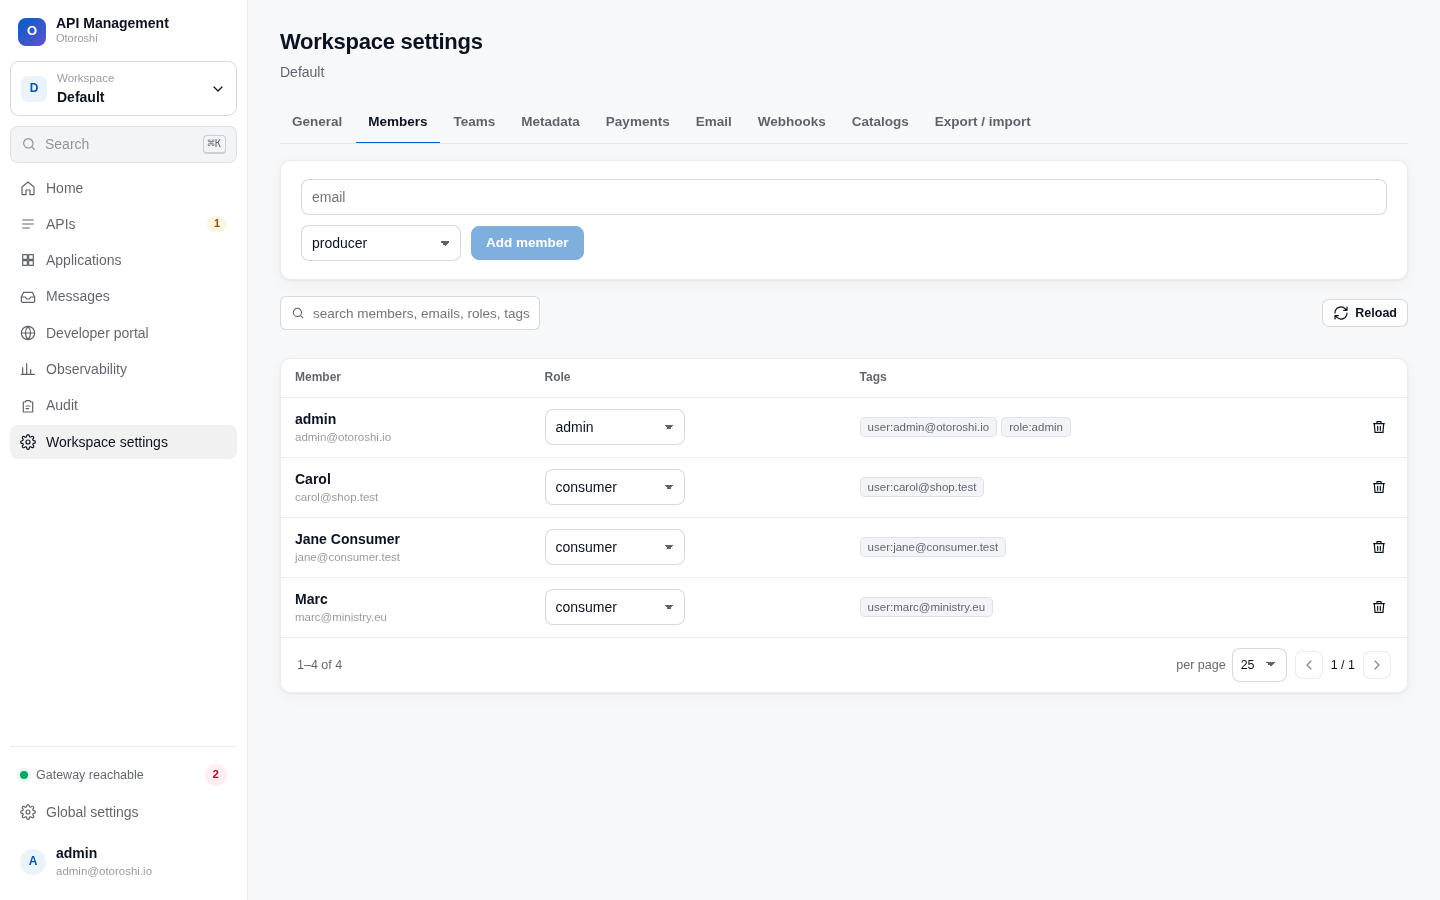 O
API Management
Otoroshi
D
Workspace
Default
Search
⌘K
Home
APIs
1
Applications
Messages
Developer portal
Observability
Audit
Workspace settings
Gateway reachable
2
Global settings
A
admin
admin@otoroshi.io
Workspace settings
Default
General Members Teams Metadata Payments Email Webhooks Catalogs Export / import
email
producer
Add member
search members, emails, roles, tags
Reload
Member Role Tags
admin
admin@otoroshi.io
admin
user:admin@otoroshi.io role:admin
Carol
carol@shop.test
consumer
user:carol@shop.test
Jane Consumer
jane@consumer.test
consumer
user:jane@consumer.test
Marc
marc@ministry.eu
consumer
user:marc@ministry.eu
1–4 of 4
per page 25 1 / 1